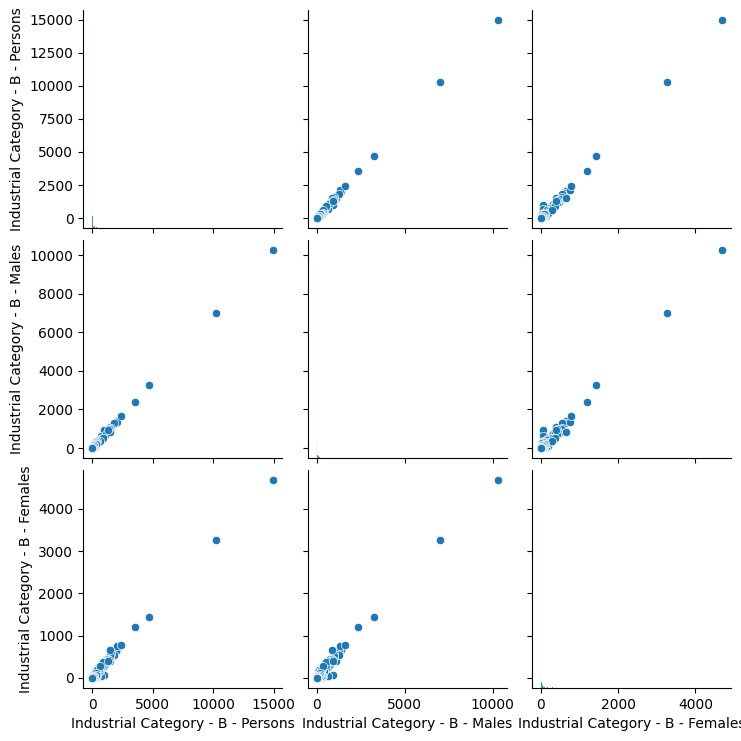 Industrial Category - B - Persons
15000
12500
10000
7500
5000
2500
0
Industrial Category - B - Males
10000
8000
6000
4000
2000
0
Industrial Category - B - Females
4000
3000
2000
1000
0
0 5000 10000 15000
0 5000 10000
0 2000 4000
Industrial Category - B - Persons
Industrial Category - B - Males
Industrial Category - B - Females